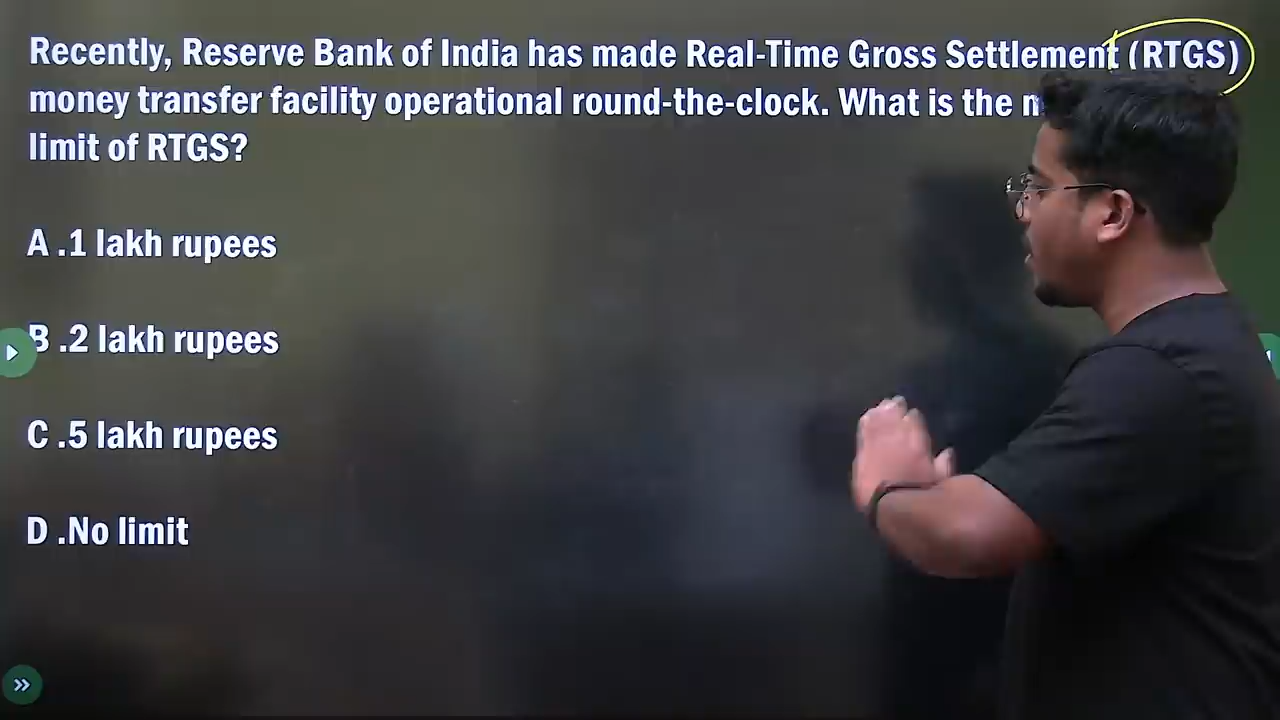 Recently, Reserve Bank of India has made Real-Time Gross Settlement (RTGS)
money transfer facility operational round-the-clock. What is the
limit of RTGS?
A .1 lakh rupees
B .2 lakh rupees
C .5 lakh rupees
D .No limit